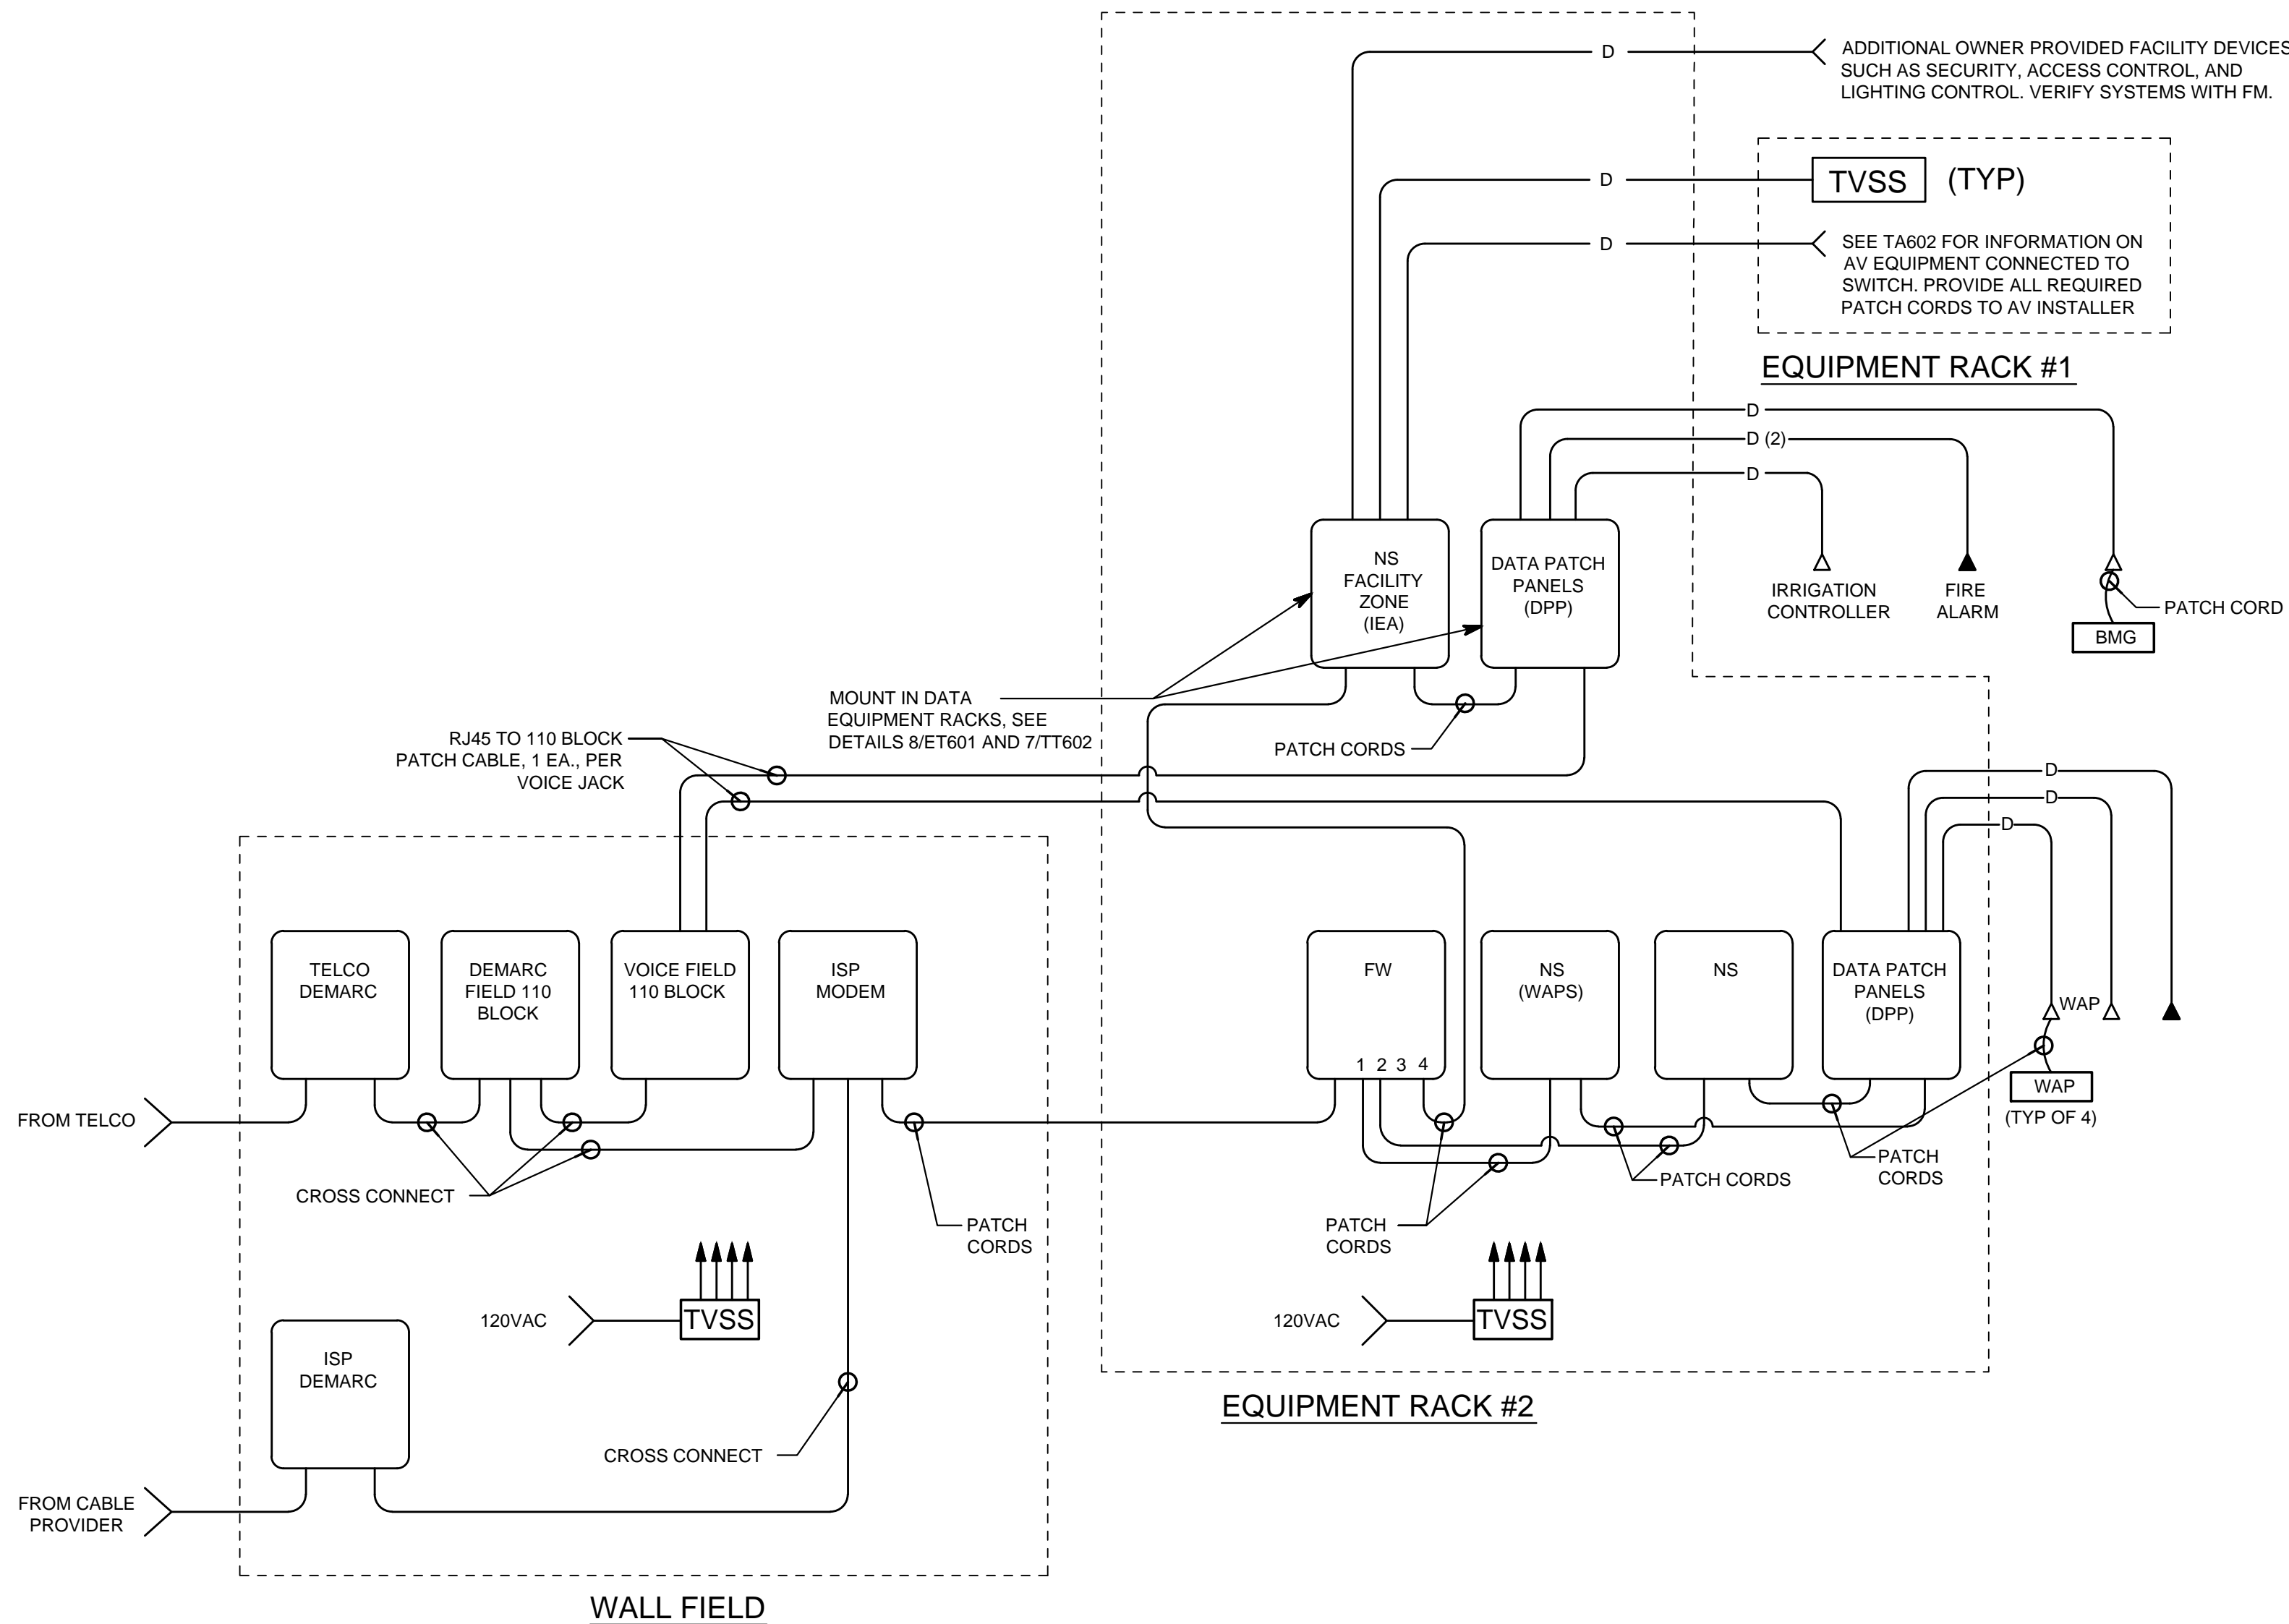 D
ADDITIONAL OWNER PROVIDED FACILITY DEVICES
SUCH AS SECURITY, ACCESS CONTROL, AND
LIGHTING CONTROL. VERIFY SYSTEMS WITH FM.
D
TVSS
(TYP)
D
SEE TA602 FOR INFORMATION ON
AV EQUIPMENT CONNECTED TO
SWITCH. PROVIDE ALL REQUIRED
PATCH CORDS TO AV INSTALLER
EQUIPMENT RACK #1
D
D (2)
D
NS
FACILITY
ZONE
(IEA)
DATA PATCH
PANELS
(DPP)
IRRIGATION
CONTROLLER
FIRE
ALARM
PATCH CORD
BMG
MOUNT IN DATA
EQUIPMENT RACKS, SEE
DETAILS 8/ET601 AND 7/TT602
PATCH CORDS
RJ45 TO 110 BLOCK
PATCH CABLE, 1 EA., PER
VOICE JACK
D
D
D
TELCO
DEMARC
DEMARC
FIELD 110
BLOCK
VOICE FIELD
110 BLOCK
ISP
MODEM
FW
1 2 3 4
NS
(WAPS)
NS
DATA PATCH
PANELS
(DPP)
WAP
WAP
(TYP OF 4)
FROM TELCO
CROSS CONNECT
PATCH
CORDS
PATCH
CORDS
PATCH CORDS
PATCH
CORDS
120VAC
TVSS
120VAC
TVSS
ISP
DEMARC
CROSS CONNECT
EQUIPMENT RACK #2
FROM CABLE
PROVIDER
WALL FIELD